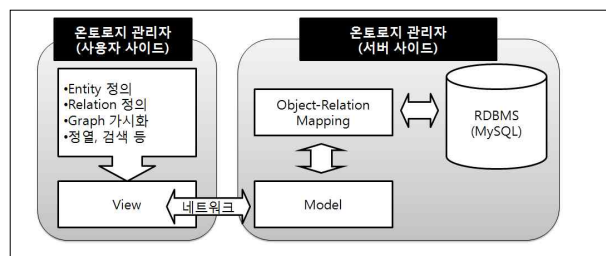 온토로지 관리자
(사용자 사이드)
•Entity 정의
•Relation 정의
•Graph 가시화
•정열, 검색 등
View
네트워크
온토로지 관리자
(서버 사이드)
Object-Relation
Mapping
RDBMS
(MySQL)
Model